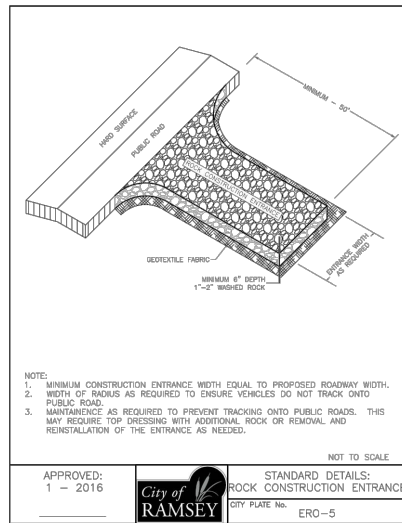 MINIMUM - 50'
HARD SURFACE
PUBLIC ROAD
ROCK CONSTRUCTION ENTRANCE
ENTRANCE WIDTH
AS REQUIRED
GEOTEXTILE FABRIC
MINIMUM 6" DEPTH
1"-2" WASHED ROCK
NOTE:
1. MINIMUM CONSTRUCTION ENTRANCE WIDTH EQUAL TO PROPOSED ROADWAY WIDTH.
2. WIDTH OF RADIUS AS REQUIRED TO ENSURE VEHICLES DO NOT TRACK ONTO
PUBLIC ROAD.
3. MAINTAINENCE AS REQUIRED TO PREVENT TRACKING ONTO PUBLIC ROADS. THIS
MAY REQUIRE TOP DRESSING WITH ADDITIONAL ROCK OR REMOVAL AND
REINSTALLATION OF THE ENTRANCE AS NEEDED.
NOT TO SCALE
APPROVED:
1 - 2016
City of
RAMSEY
STANDARD DETAILS:
ROCK CONSTRUCTION ENTRANCE
CITY PLATE No.
ERO-5